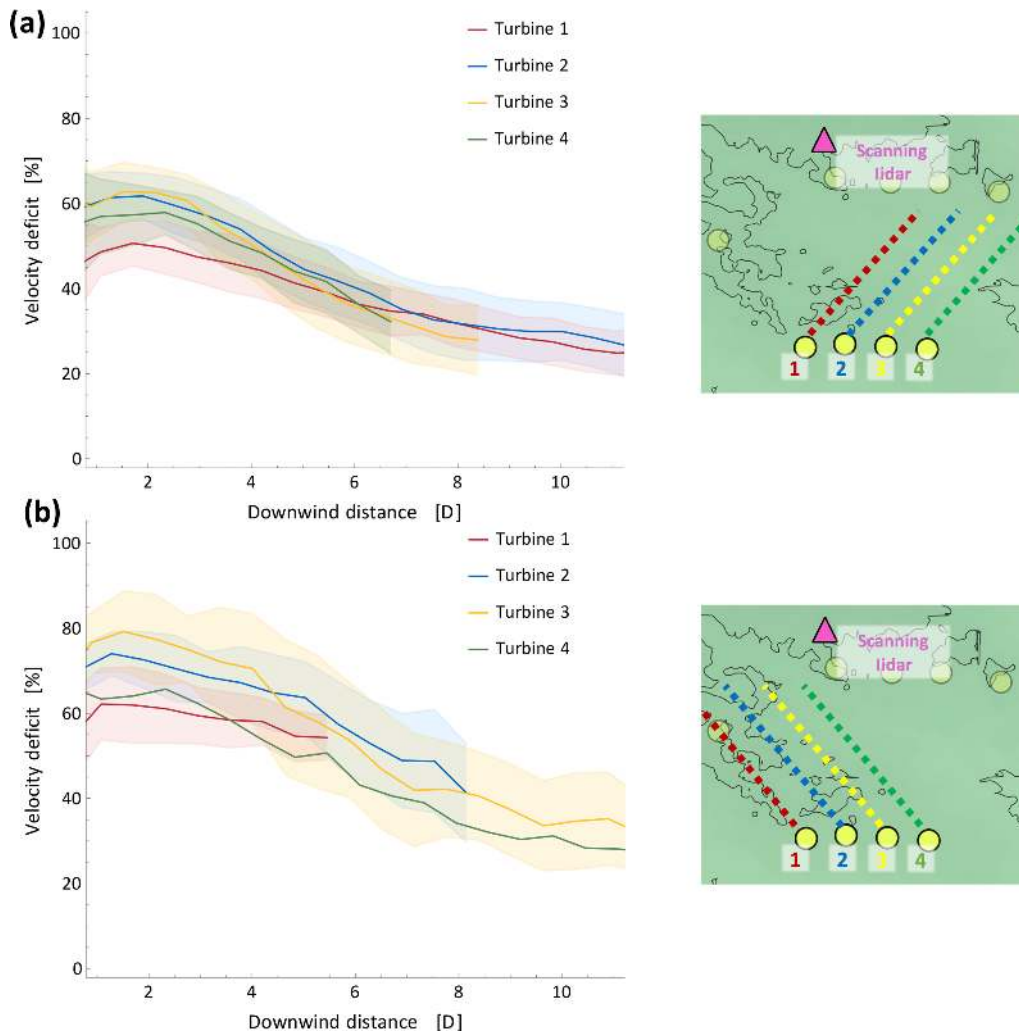 (a)
100
80
60
40
20
0
Velocity deficit [%]
Turbine 1
Turbine 2
Turbine 3
Turbine 4
2 4 6 8 10
Downwind distance [D]
Scanning
lidar
1 2 3 4
(b)
100
80
60
40
20
0
Velocity deficit [%]
Turbine 1
Turbine 2
Turbine 3
Turbine 4
2 4 6 8 10
Downwind distance [D]
Scanning
lidar
1 2 3 4